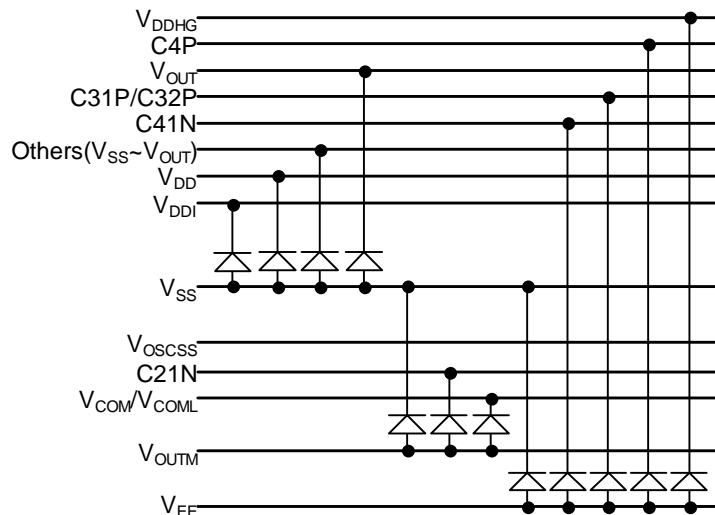 VDDHG
C4P
VOUT
C31P/C32P
C41N
Others(VSS~VOUT)
VDD
VDDI
VSS
VOSCSS
C21N
VCOM/VCOML
VOUTM
VEE